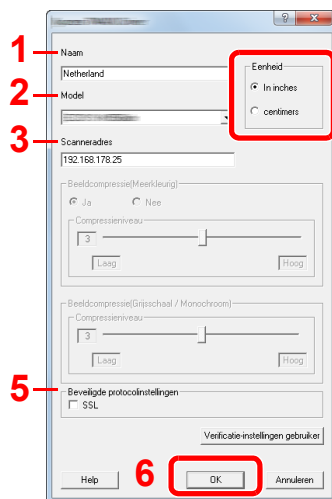 1
Naam
Netherland
Eenheid
In inches
centimers
2
Model
3
Scanneradres
192.168.178.25
Beeldcompressie(Meerkleurig)
Ja Nee
Compressieniveau
3
Laag Hoog
Beeldcompressie(Grijsschaal / Monochroom)
Compressieniveau
3
Laag Hoog
5
Beveiligde protocolinstellingen
SSL
Verificatie-instellingen gebruiker
6
Help OK Annuleren